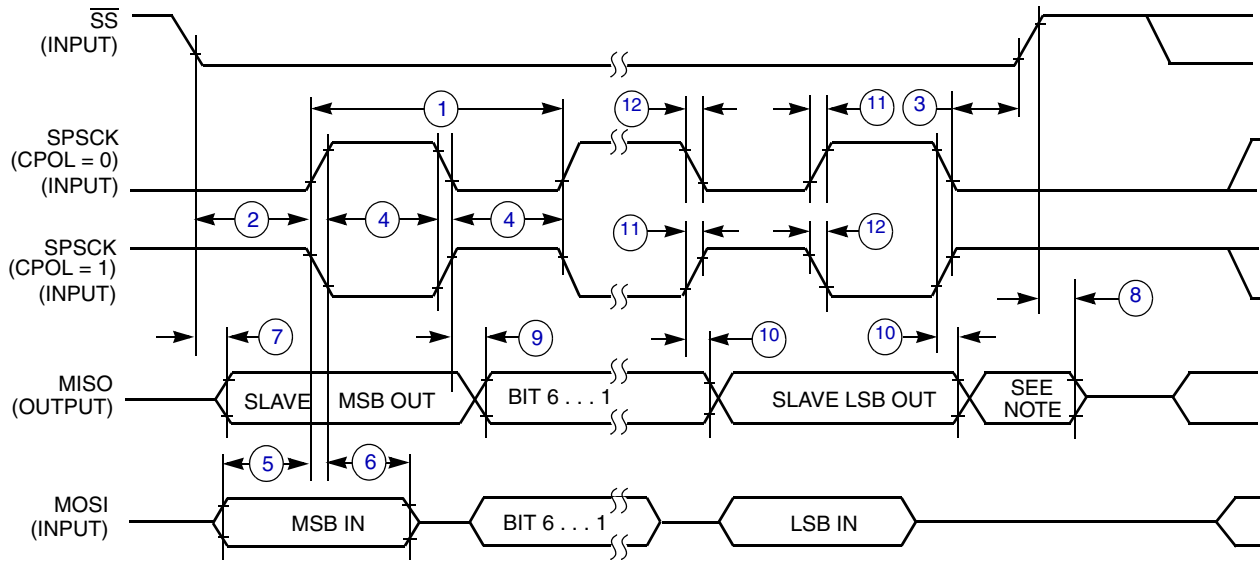 SS
(INPUT)
1
12
11
3
SPSCK
(CPOL = 0)
(INPUT)
2
4
4
11
12
SPSCK
(CPOL = 1)
(INPUT)
8
7
9
10
10
MISO
(OUTPUT)
SLAVE
MSB OUT
BIT 6 . . . 1
SLAVE LSB OUT
SEE
NOTE
5
6
MOSI
(INPUT)
MSB IN
BIT 6 . . . 1
LSB IN